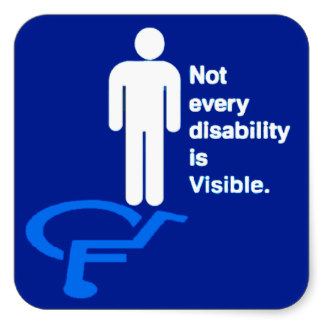 Not
every
disability
is
Visible.